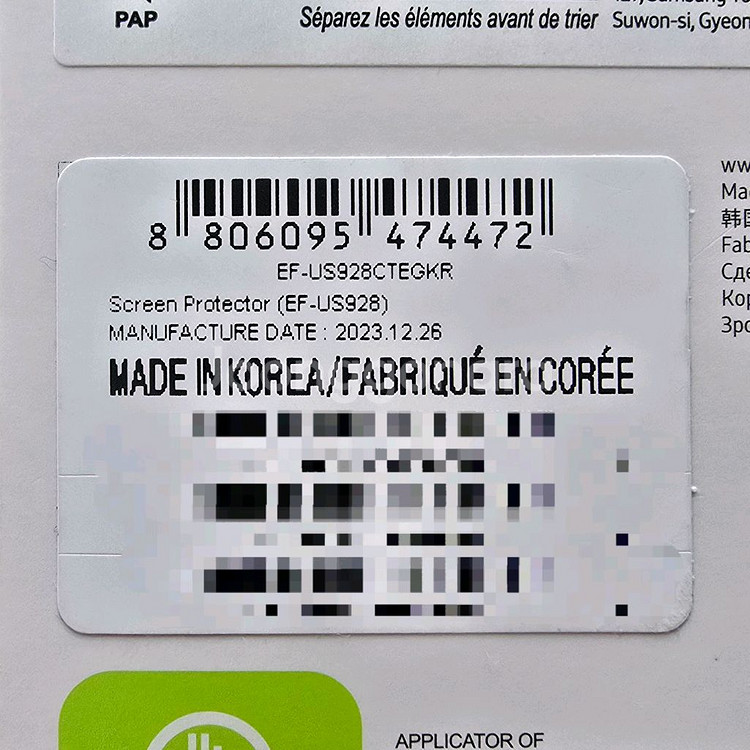 PAP
Séparez les éléments avant de trier
Suwon-si, Gyeon
8 806095 474472
EF-US928CTEGKR
Screen Protector (EF-US928)
MANUFACTURE DATE : 2023.12.26
MADE IN KOREA/FABRIQUÉ EN CORÉE
ww
Ma
韩国
Fab
Сде
Кор
Зро
APPLICATOR OF